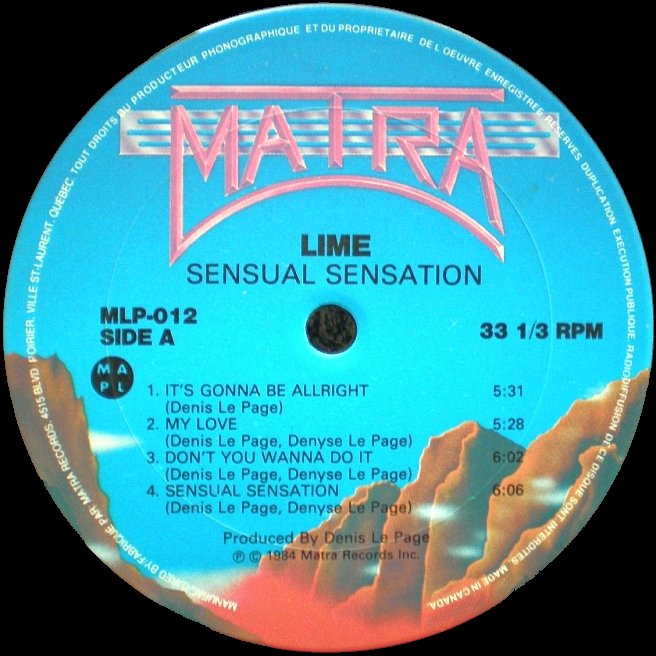 MANUFACTURED BY/FABRIQUÉ PAR MATRA RECORDS, 4515 BLVD. POIRIER, VILLE ST-LAURENT, QUÉBEC TOUT DROITS DU PRODUCTEUR PHONOGRAPHIQUE ET DU PROPRIETAIRE DE L'OEUVRE ENREGISTREE RESERVES DUPLICATION EXECUTION PUBLIQUE, RADIODIFFUSION DE CE DISQUE SONT INTERDITES. MADE IN CANADA.
MATRA
LIME
SENSUAL SENSATION
MLP-012
SIDE A
33 1/3 RPM
M A
P L
1. IT'S GONNA BE ALLRIGHT 5:31
(Denis Le Page)
2. MY LOVE 5:28
(Denis Le Page, Denyse Le Page)
3. DON'T YOU WANNA DO IT 6:02
(Denis Le Page, Denyse Le Page)
4. SENSUAL SENSATION 6:06
(Denis Le Page, Denyse Le Page)
Produced By Denis Le Page
℗ © 1984 Matra Records Inc.